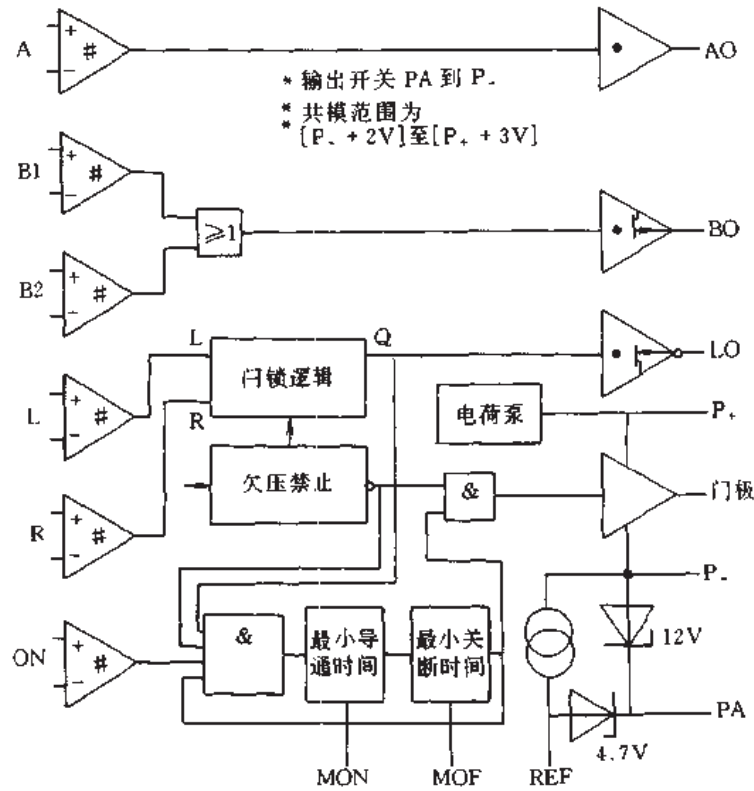 A
+
#
−
AO
* 输出开关 PA 到 P₋
* 共模范围为
* [P₋ + 2V]至[P₊ + 3V]
B1
+
#
−
≥1
BO
B2
+
#
−
L
Q
LO
闩锁逻辑
R
电荷泵
P₊
L
+
#
−
欠压禁止
&
门极
R
+
#
−
P₋
12V
&
最小导
通时间
最小关
断时间
ON
+
#
−
PA
4.7V
MON
MOF
REF